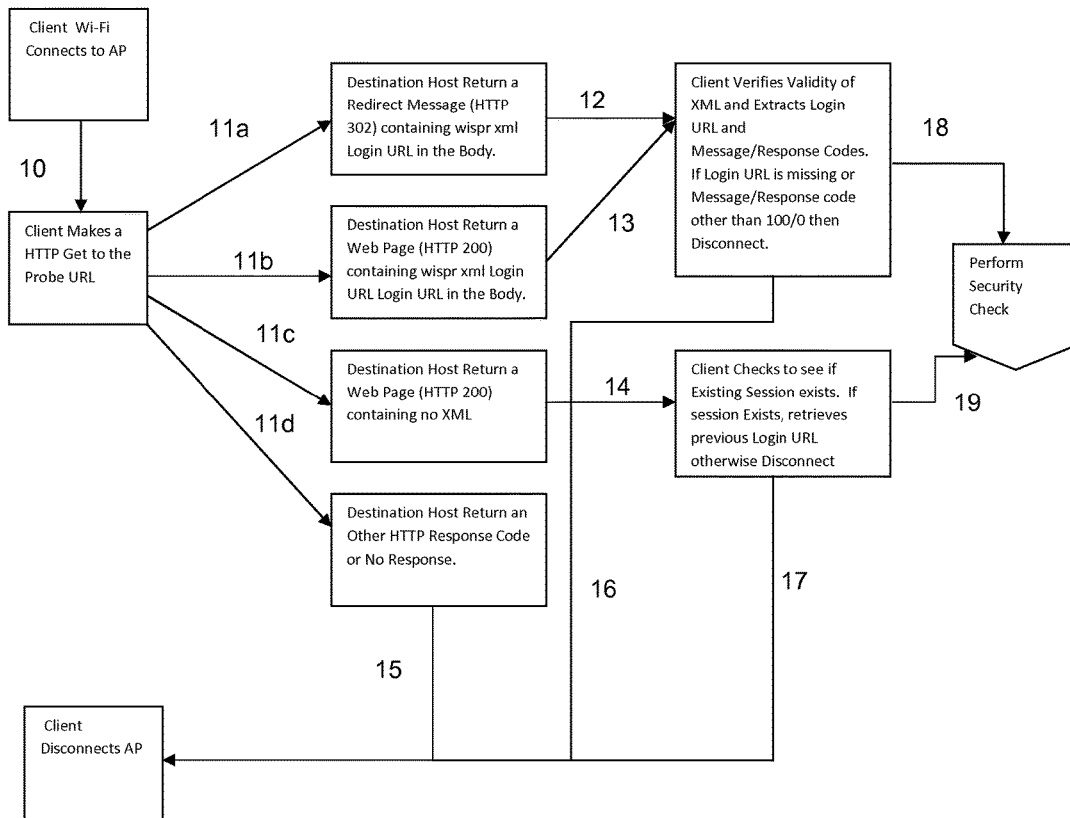 Client Wi-Fi
Connects to AP
10
Client Makes a
HTTP Get to the
Probe URL
11a
11b
11c
11d
Destination Host Return a
Redirect Message (HTTP
302) containing wispr xml
Login URL in the Body.
Destination Host Return a
Web Page (HTTP 200)
containing wispr xml Login
URL Login URL in the Body.
Destination Host Return a
Web Page (HTTP 200)
containing no XML
Destination Host Return an
Other HTTP Response Code
or No Response.
12
13
14
15
16
17
Client Verifies Validity of
XML and Extracts Login
URL and
Message/Response Codes.
If Login URL is missing or
Message/Response code
other than 100/0 then
Disconnect.
Client Checks to see if
Existing Session exists. If
session Exists, retrieves
previous Login URL
otherwise Disconnect
18
19
Perform
Security
Check
Client
Disconnects AP